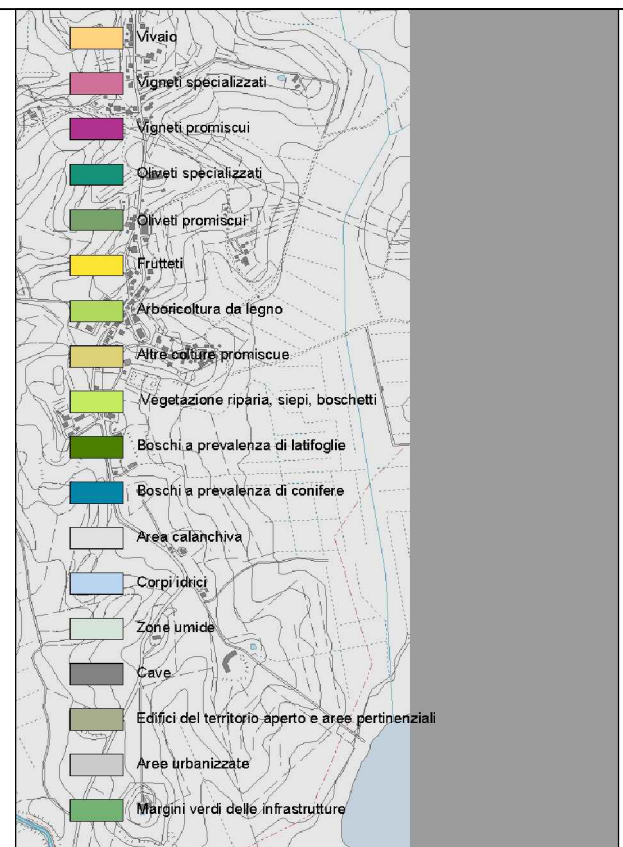 Vivaio
Vigneti specializzati
Vigneti promiscui
Oliveti specializzati
Oliveti promiscui
Frutteti
Arboricoltura da legno
Altre colture promiscue
Vegetazione riparia, siepi, boschetti
Boschi a prevalenza di latifoglie
Boschi a prevalenza di conifere
Area calanchiva
Corpi idrici
Zone umide
Cave
Edifici del territorio aperto e aree pertinenziali
Aree urbanizzate
Margini verdi delle infrastrutture